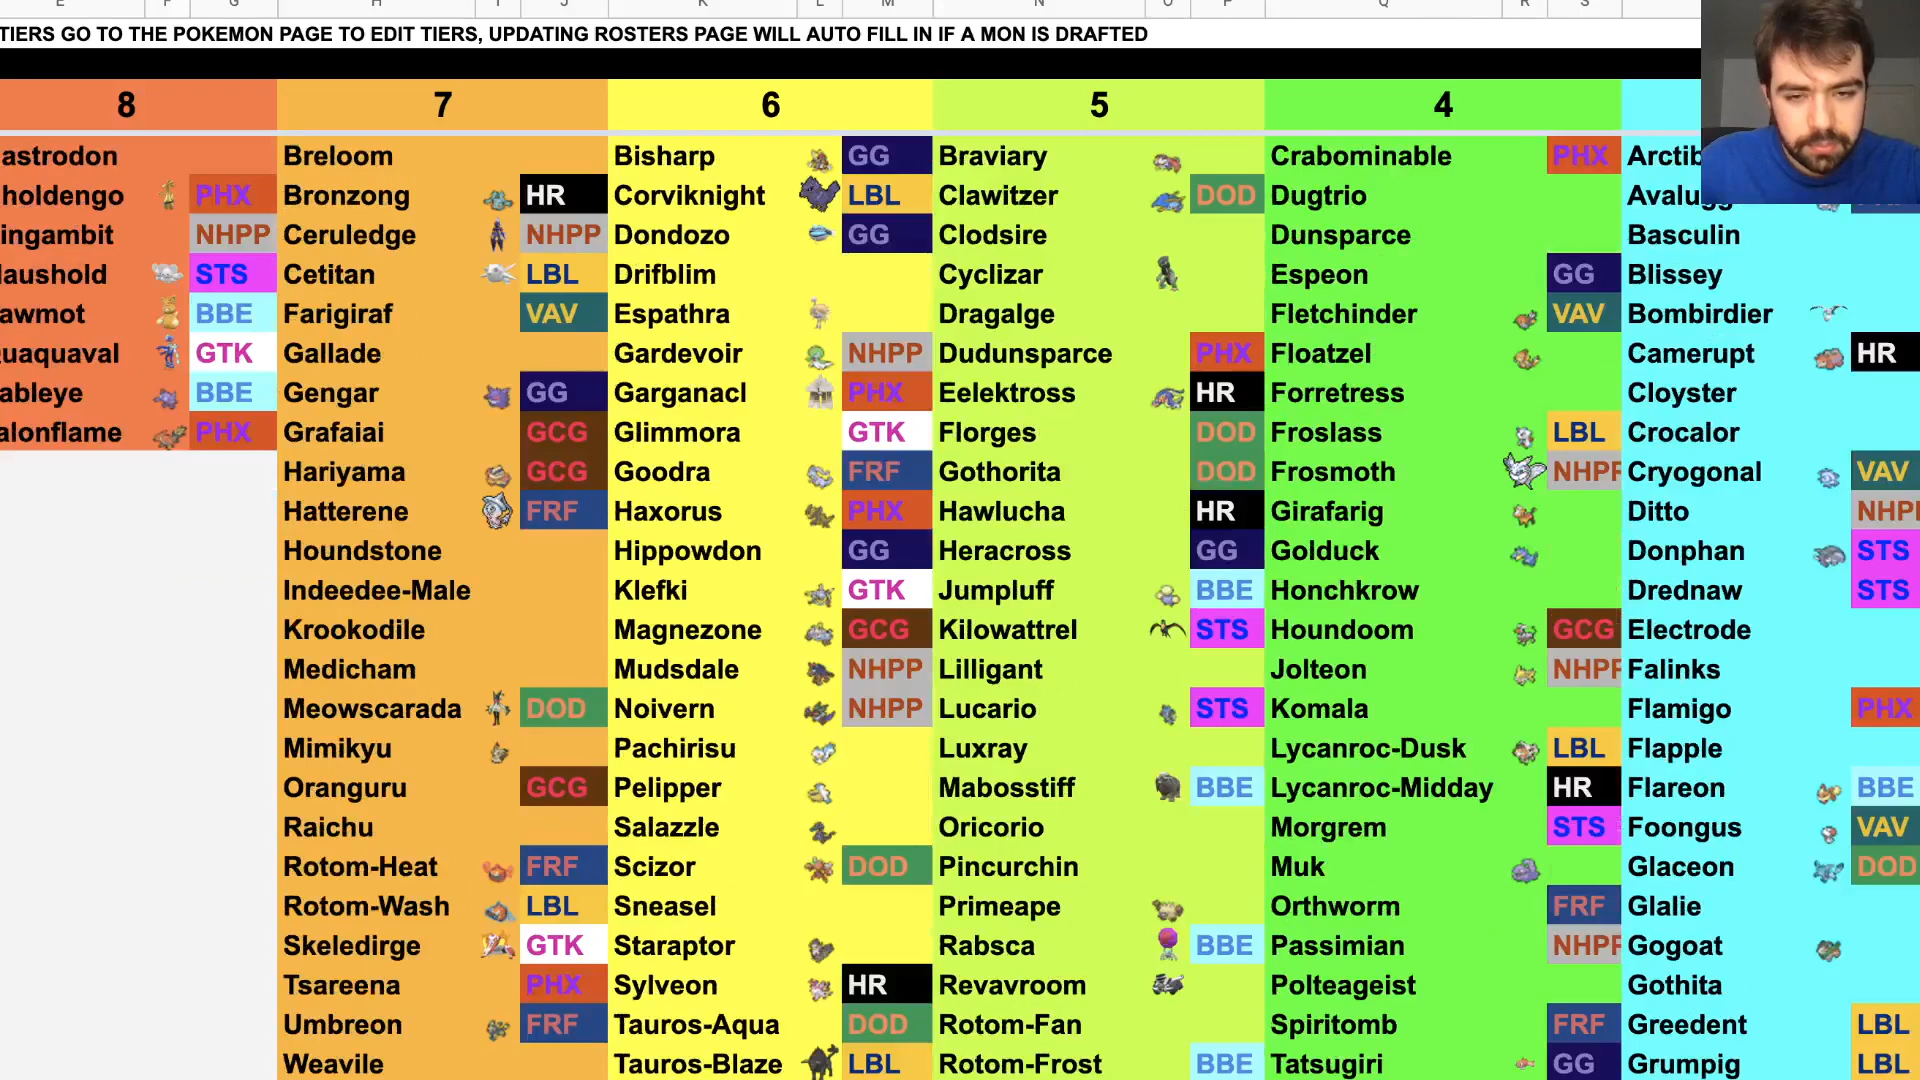 E F G H I J K L M N O P Q R S
TIERS GO TO THE POKEMON PAGE TO EDIT TIERS, UPDATING ROSTERS PAGE WILL AUTO FILL IN IF A MON IS DRAFTED
8 7 6 5 4
astrodon Breloom Bisharp GG Braviary Crabominable PHX Arctib
holdengo PHX Bronzong HR Corviknight LBL Clawitzer DOD Dugtrio Avalugg
ingambit NHPP Ceruledge NHPP Dondozo GG Clodsire Dunsparce Basculin
laushold STS Cetitan LBL Drifblim Cyclizar Espeon GG Blissey
awmot BBE Farigiraf VAV Espathra Dragalge Fletchinder VAV Bombirdier
uaquaval GTK Gallade Gardevoir NHPP Dudunsparce PHX Floatzel Camerupt HR
ableye BBE Gengar GG Garganacl PHX Eelektross HR Forretress Cloyster
alonflame PHX Grafaiai GCG Glimmora GTK Florges DOD Froslass LBL Crocalor
Hariyama GCG Goodra FRF Gothorita DOD Frosmoth NHPP Cryogonal VAV
Hatterene FRF Haxorus PHX Hawlucha HR Girafarig Ditto NHPP
Houndstone Hippowdon GG Heracross GG Golduck Donphan STS
Indeedee-Male Klefki GTK Jumpluff BBE Honchkrow Drednaw STS
Krookodile Magnezone GCG Kilowattrel STS Houndoom GCG Electrode
Medicham Mudsdale NHPP Lilligant Jolteon NHPP Falinks
Meowscarada DOD Noivern NHPP Lucario STS Komala Flamigo PHX
Mimikyu Pachirisu Luxray Lycanroc-Dusk LBL Flapple
Oranguru GCG Pelipper Mabosstiff BBE Lycanroc-Midday HR Flareon BBE
Raichu Salazzle Oricorio Morgrem STS Foongus VAV
Rotom-Heat FRF Scizor DOD Pincurchin Muk Glaceon DOD
Rotom-Wash LBL Sneasel Primeape Orthworm FRF Glalie
Skeledirge GTK Staraptor Rabsca BBE Passimian NHPP Gogoat
Tsareena PHX Sylveon HR Revavroom Polteageist Gothita
Umbreon FRF Tauros-Aqua DOD Rotom-Fan Spiritomb FRF Greedent LBL
Weavile Tauros-Blaze LBL Rotom-Frost BBE Tatsugiri GG Grumpig LBL